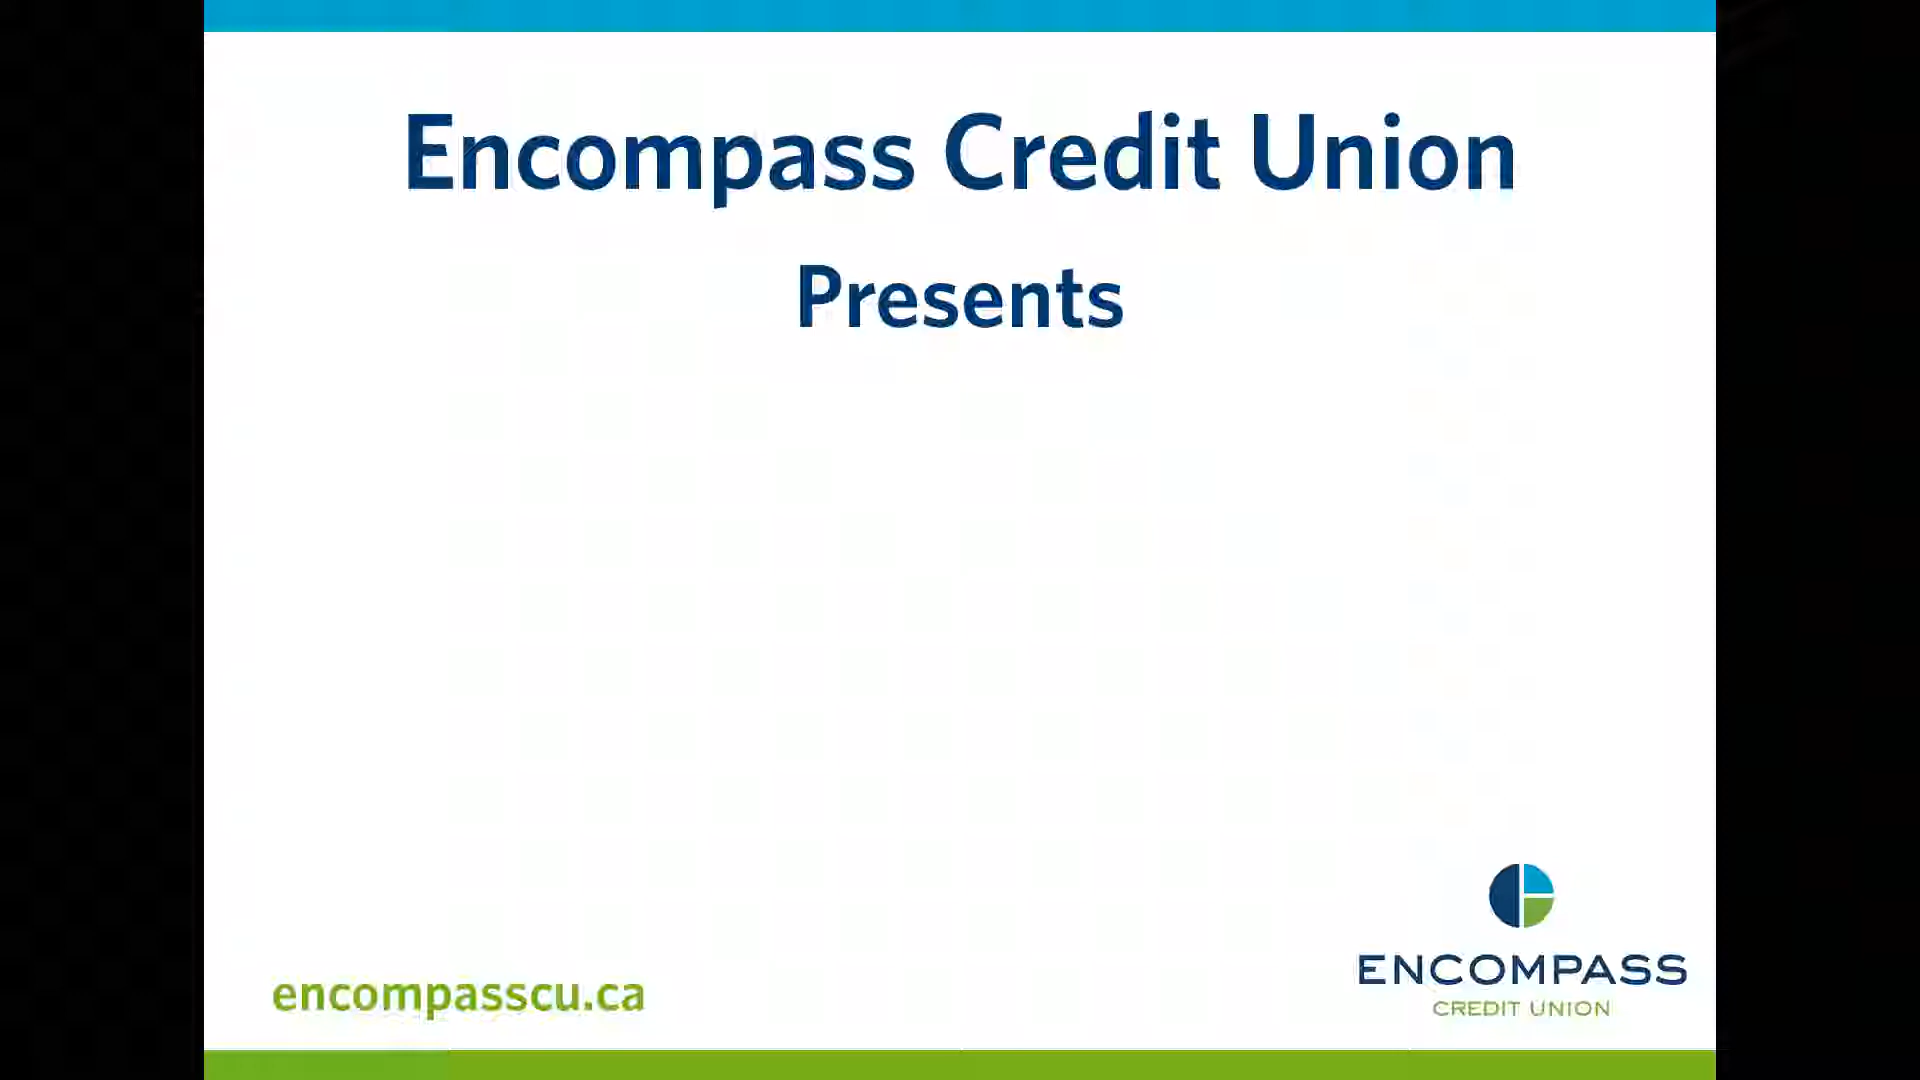 Encompass Credit Union
Presents
encompasscu.ca
ENCOMPASS
CREDIT UNION